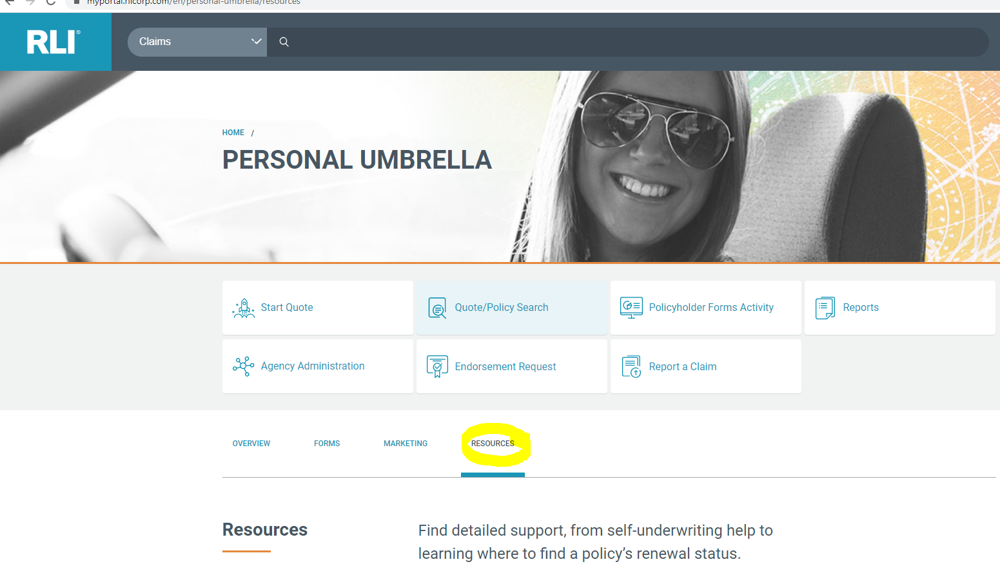 myportal.rlicorp.com/en/personal-umbrella/resources
RLI®
Claims
HOME /
PERSONAL UMBRELLA
Start Quote
Quote/Policy Search
Policyholder Forms Activity
Reports
Agency Administration
Endorsement Request
Report a Claim
OVERVIEW
FORMS
MARKETING
RESOURCES
Resources
Find detailed support, from self-underwriting help to
learning where to find a policy’s renewal status.